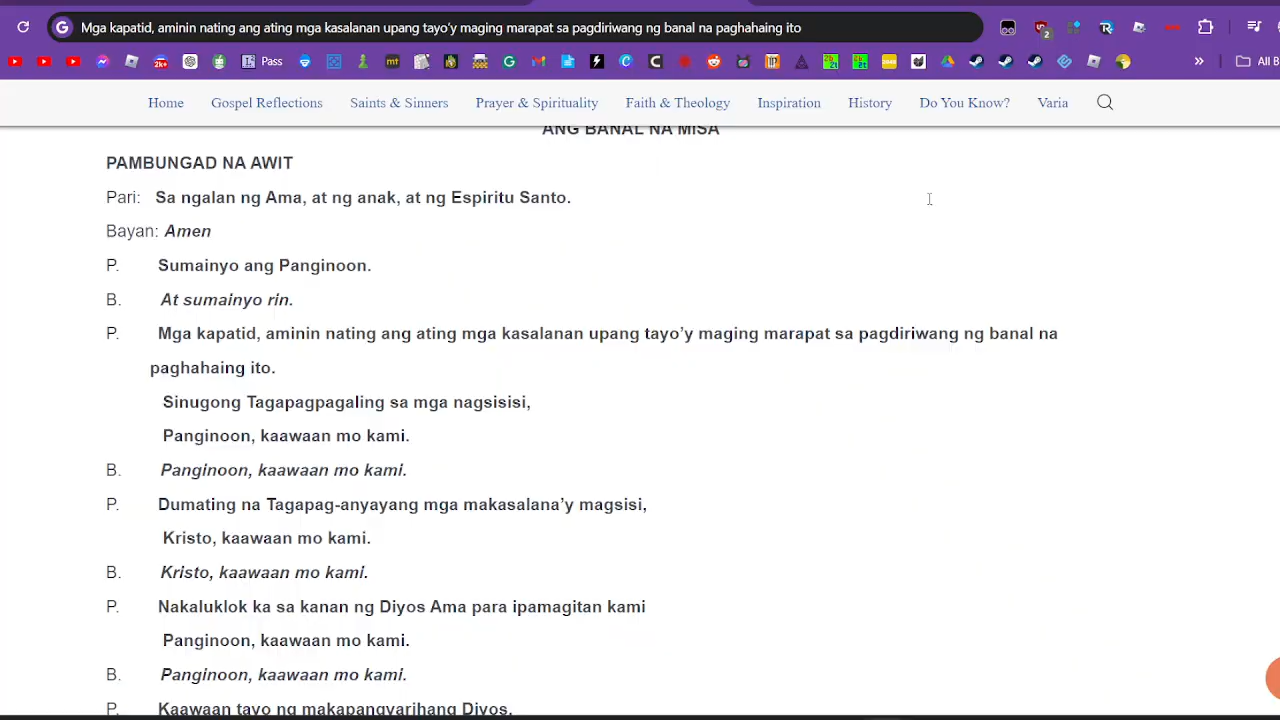 Mga kapatid, aminin nating ang ating mga kasalanan upang tayo'y maging marapat sa pagdiriwang ng banal na paghahaing ito
2
2k+
Pass
mt
All B
Home Gospel Reflections Saints & Sinners Prayer & Spirituality Faith & Theology Inspiration History Do You Know? Varia
ANG BANAL NA MISA
PAMBUNGAD NA AWIT
Pari: Sa ngalan ng Ama, at ng anak, at ng Espiritu Santo.
Bayan: Amen
P. Sumainyo ang Panginoon.
B. At sumainyo rin.
P. Mga kapatid, aminin nating ang ating mga kasalanan upang tayo’y maging marapat sa pagdiriwang ng banal na
paghahaing ito.
Sinugong Tagapagpagaling sa mga nagsisisi,
Panginoon, kaawaan mo kami.
B. Panginoon, kaawaan mo kami.
P. Dumating na Tagapag-anyayang mga makasalana’y magsisi,
Kristo, kaawaan mo kami.
B. Kristo, kaawaan mo kami.
P. Nakaluklok ka sa kanan ng Diyos Ama para ipamagitan kami
Panginoon, kaawaan mo kami.
B. Panginoon, kaawaan mo kami.
P. Kaawaan tayo ng makapangyarihang Diyos.